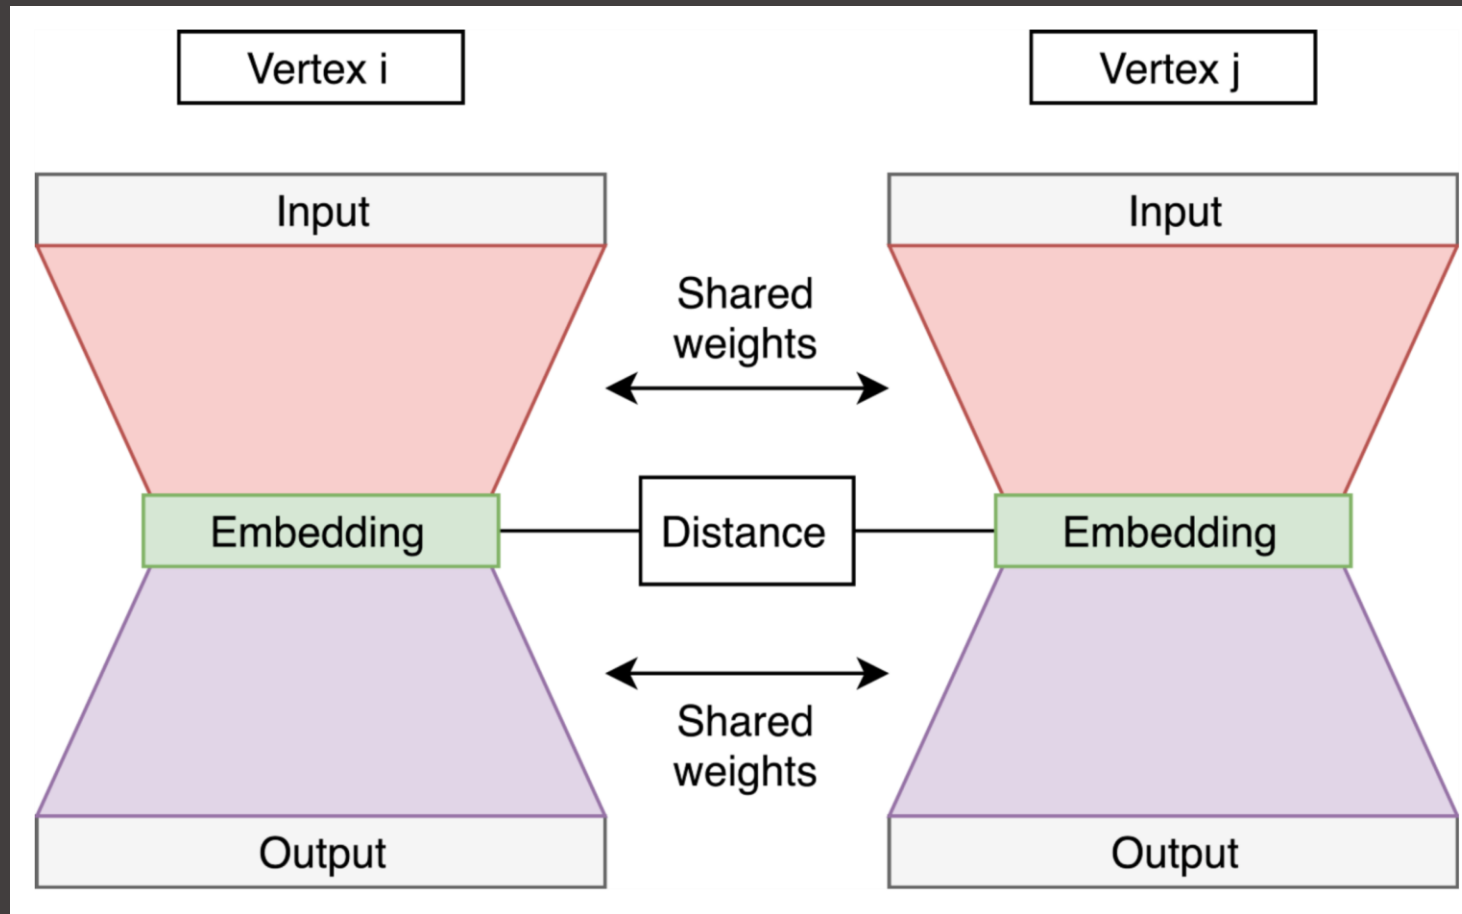 Vertex i
Vertex j
Input
Input
Shared
weights
Embedding
Distance
Embedding
Shared
weights
Output
Output